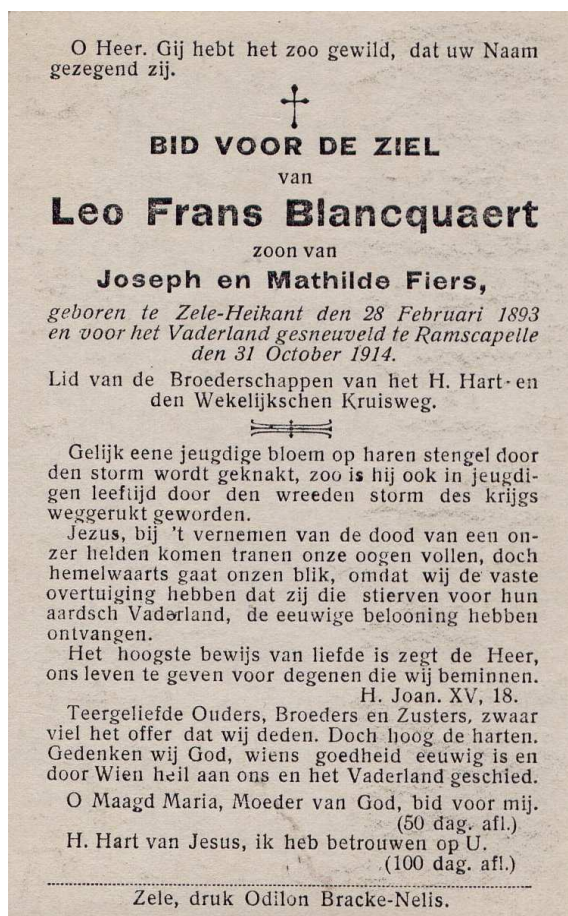 O Heer. Gij hebt het zoo gewild, dat uw Naam
gezegend zij.
BID VOOR DE ZIEL
van
Leo Frans Blancquaert
zoon van
Joseph en Mathilde Fiers,
geboren te Zele-Heikant den 28 Februari 1893
en voor het Vaderland gesneuveld te Ramscapelle
den 31 October 1914.
Lid van de Broederschappen van het H. Hart en
den Wekelijkschen Kruisweg.
Gelijk eene jeugdige bloem op haren stengel door
den storm wordt geknakt, zoo is hij ook in jeugdi-
gen leeftijd door den wreeden storm des krijgs
weggerukt geworden.
Jezus, bij 't vernemen van de dood van een on-
zer helden komen tranen onze oogen vollen, doch
hemelwaarts gaat onzen blik, omdat wij de vaste
overtuiging hebben dat zij die stierven voor hun
aardsch Vaderland, de eeuwige belooning hebben
ontvangen.
Het hoogste bewijs van liefde is zegt de Heer,
ons leven te geven voor degenen die wij beminnen.
H. Joan. XV, 18.
Teergeliefde Ouders, Broeders en Zusters, zwaar
viel het offer dat wij deden. Doch hoog de harten.
Gedenken wij God, wiens goedheid eeuwig is en
door Wien heil aan ons en het Vaderland geschied.
O Maagd Maria, Moeder van God, bid voor mij.
(50 dag. afl.)
H. Hart van Jesus, ik heb betrouwen op U.
(100 dag. afl.)
Zele, druk Odilon Bracke-Nelis.